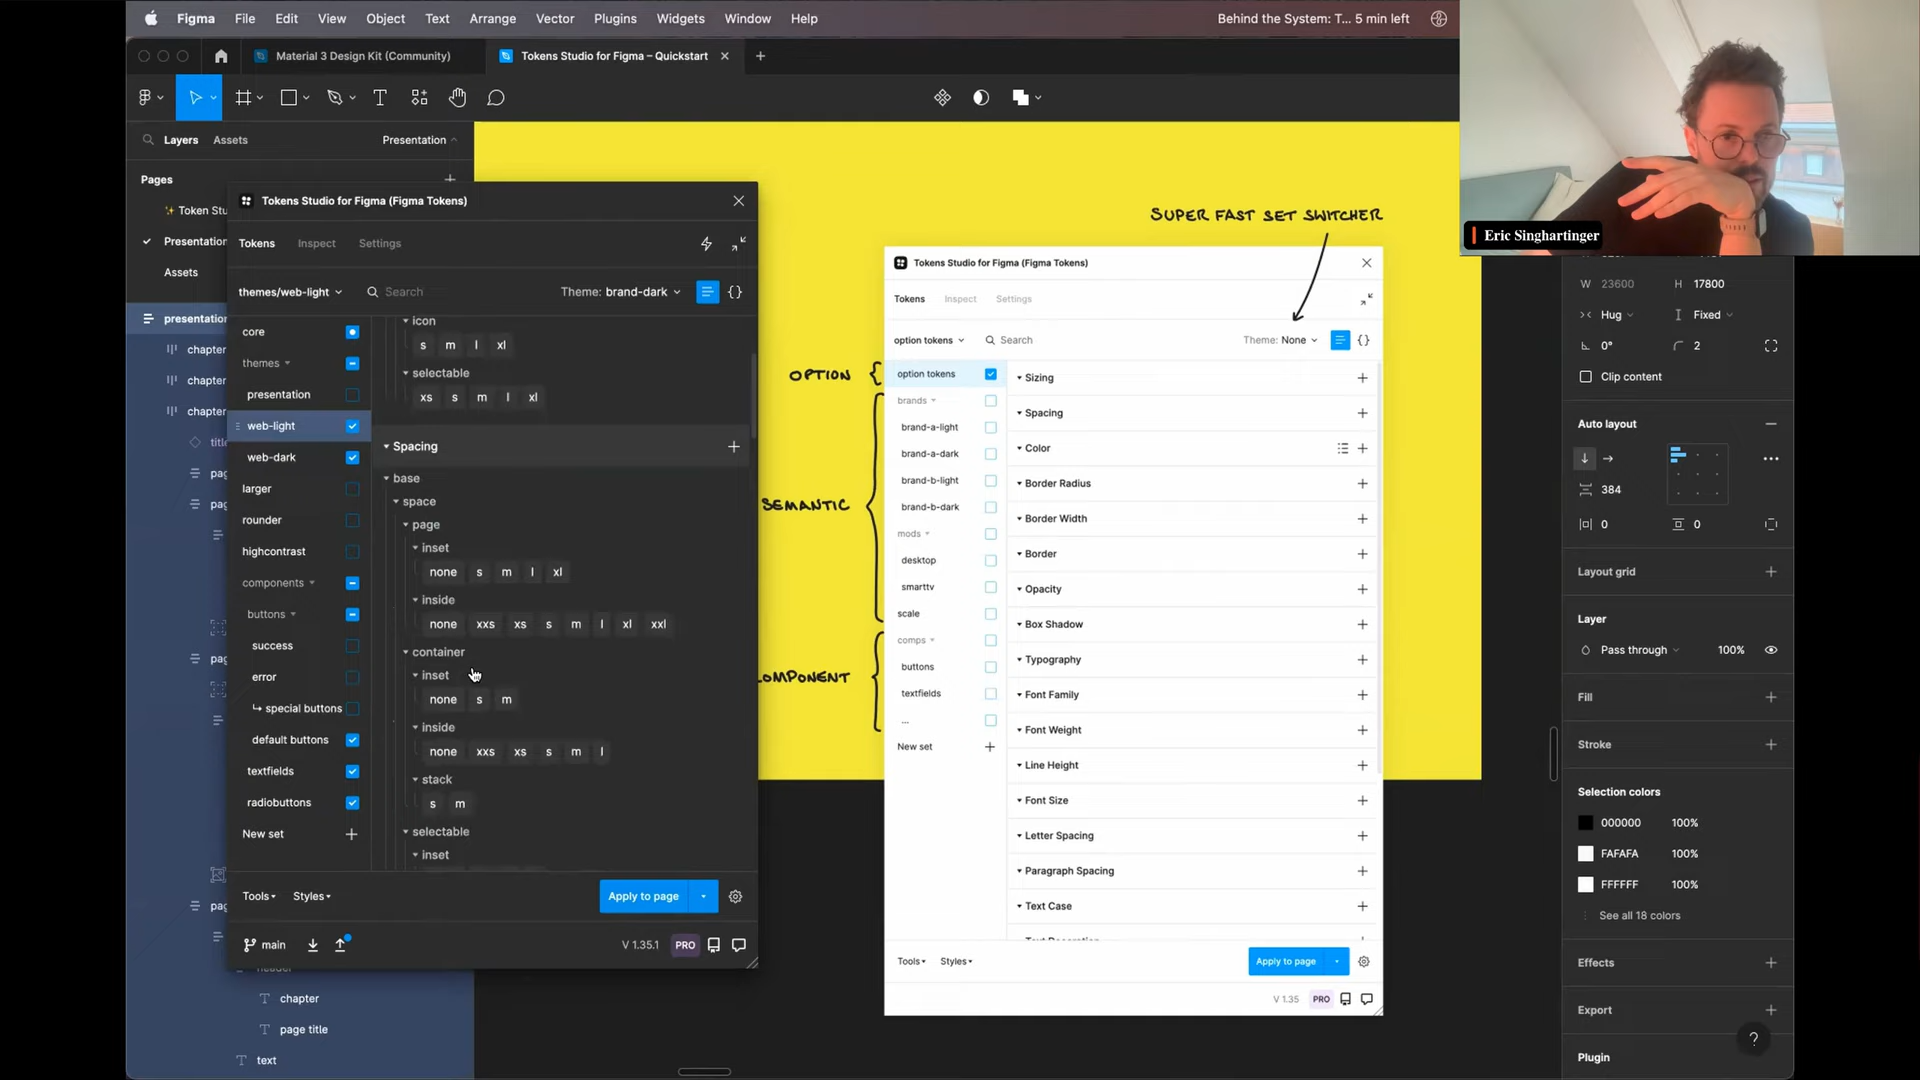 Figma File Edit View Object Text Arrange Vector Plugins Widgets Window Help
Behind the System: T... 5 min left
Material 3 Design Kit (Community)
Tokens Studio for Figma – Quickstart
Layers Assets Presentation
Pages
Token Stu
Presentation
Assets
presentation
chapter
chapter
chapter
titl
pag
pag
pag
pag
header
chapter
page title
text
Tokens Studio for Figma (Figma Tokens)
Tokens Inspect Settings
themes/web-light Search Theme: brand-dark {}
core
themes
presentation
web-light
web-dark
larger
rounder
highcontrast
components
buttons
success
error
↳ special buttons
default buttons
textfields
radiobuttons
New set
icon
s m l xl
selectable
xs s m l xl
Spacing
base
space
page
inset
none s m l xl
inside
none xxs xs s m l xl xxl
container
inset
none s m
inside
none xxs xs s m l
stack
s m
selectable
inset
Tools Styles Apply to page
main V 1.35.1 PRO
SUPER FAST SET SWITCHER
OPTION {
SEMANTIC
COMPONENT
Tokens Studio for Figma (Figma Tokens)
Tokens Inspect Settings
option tokens Search Theme: None {}
option tokens
brands
brand-a-light
brand-a-dark
brand-b-light
brand-b-dark
mods
desktop
smarttv
scale
comps
buttons
textfields
...
New set
Sizing
Spacing
Color
Border Radius
Border Width
Border
Opacity
Box Shadow
Typography
Font Family
Font Weight
Line Height
Font Size
Letter Spacing
Paragraph Spacing
Text Case
Text Decoration
Tools Styles Apply to page
V 1.35 PRO
Eric Singhartinger
W 23600 H 17800
Hug Fixed
0° 2
Clip content
Auto layout
384
0 0
Layout grid
Layer
Pass through 100%
Fill
Stroke
Selection colors
000000 100%
FAFAFA 100%
FFFFFF 100%
See all 18 colors
Effects
Export
?
Plugin